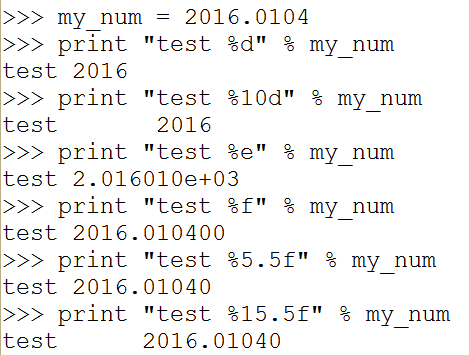 >>> my_num = 2016.0104
>>> print "test %d" % my_num
test 2016
>>> print "test %10d" % my_num
test       2016
>>> print "test %e" % my_num
test 2.016010e+03
>>> print "test %f" % my_num
test 2016.010400
>>> print "test %5.5f" % my_num
test 2016.01040
>>> print "test %15.5f" % my_num
test      2016.01040